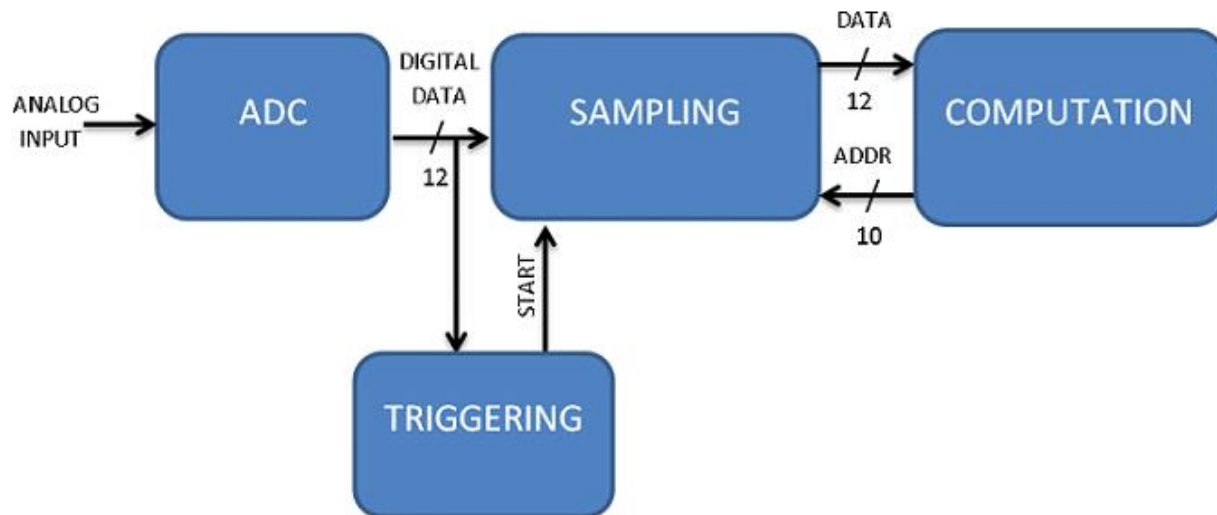 ANALOG
INPUT
ADC
DIGITAL
DATA
12
SAMPLING
DATA
12
ADDR
10
COMPUTATION
START
TRIGGERING